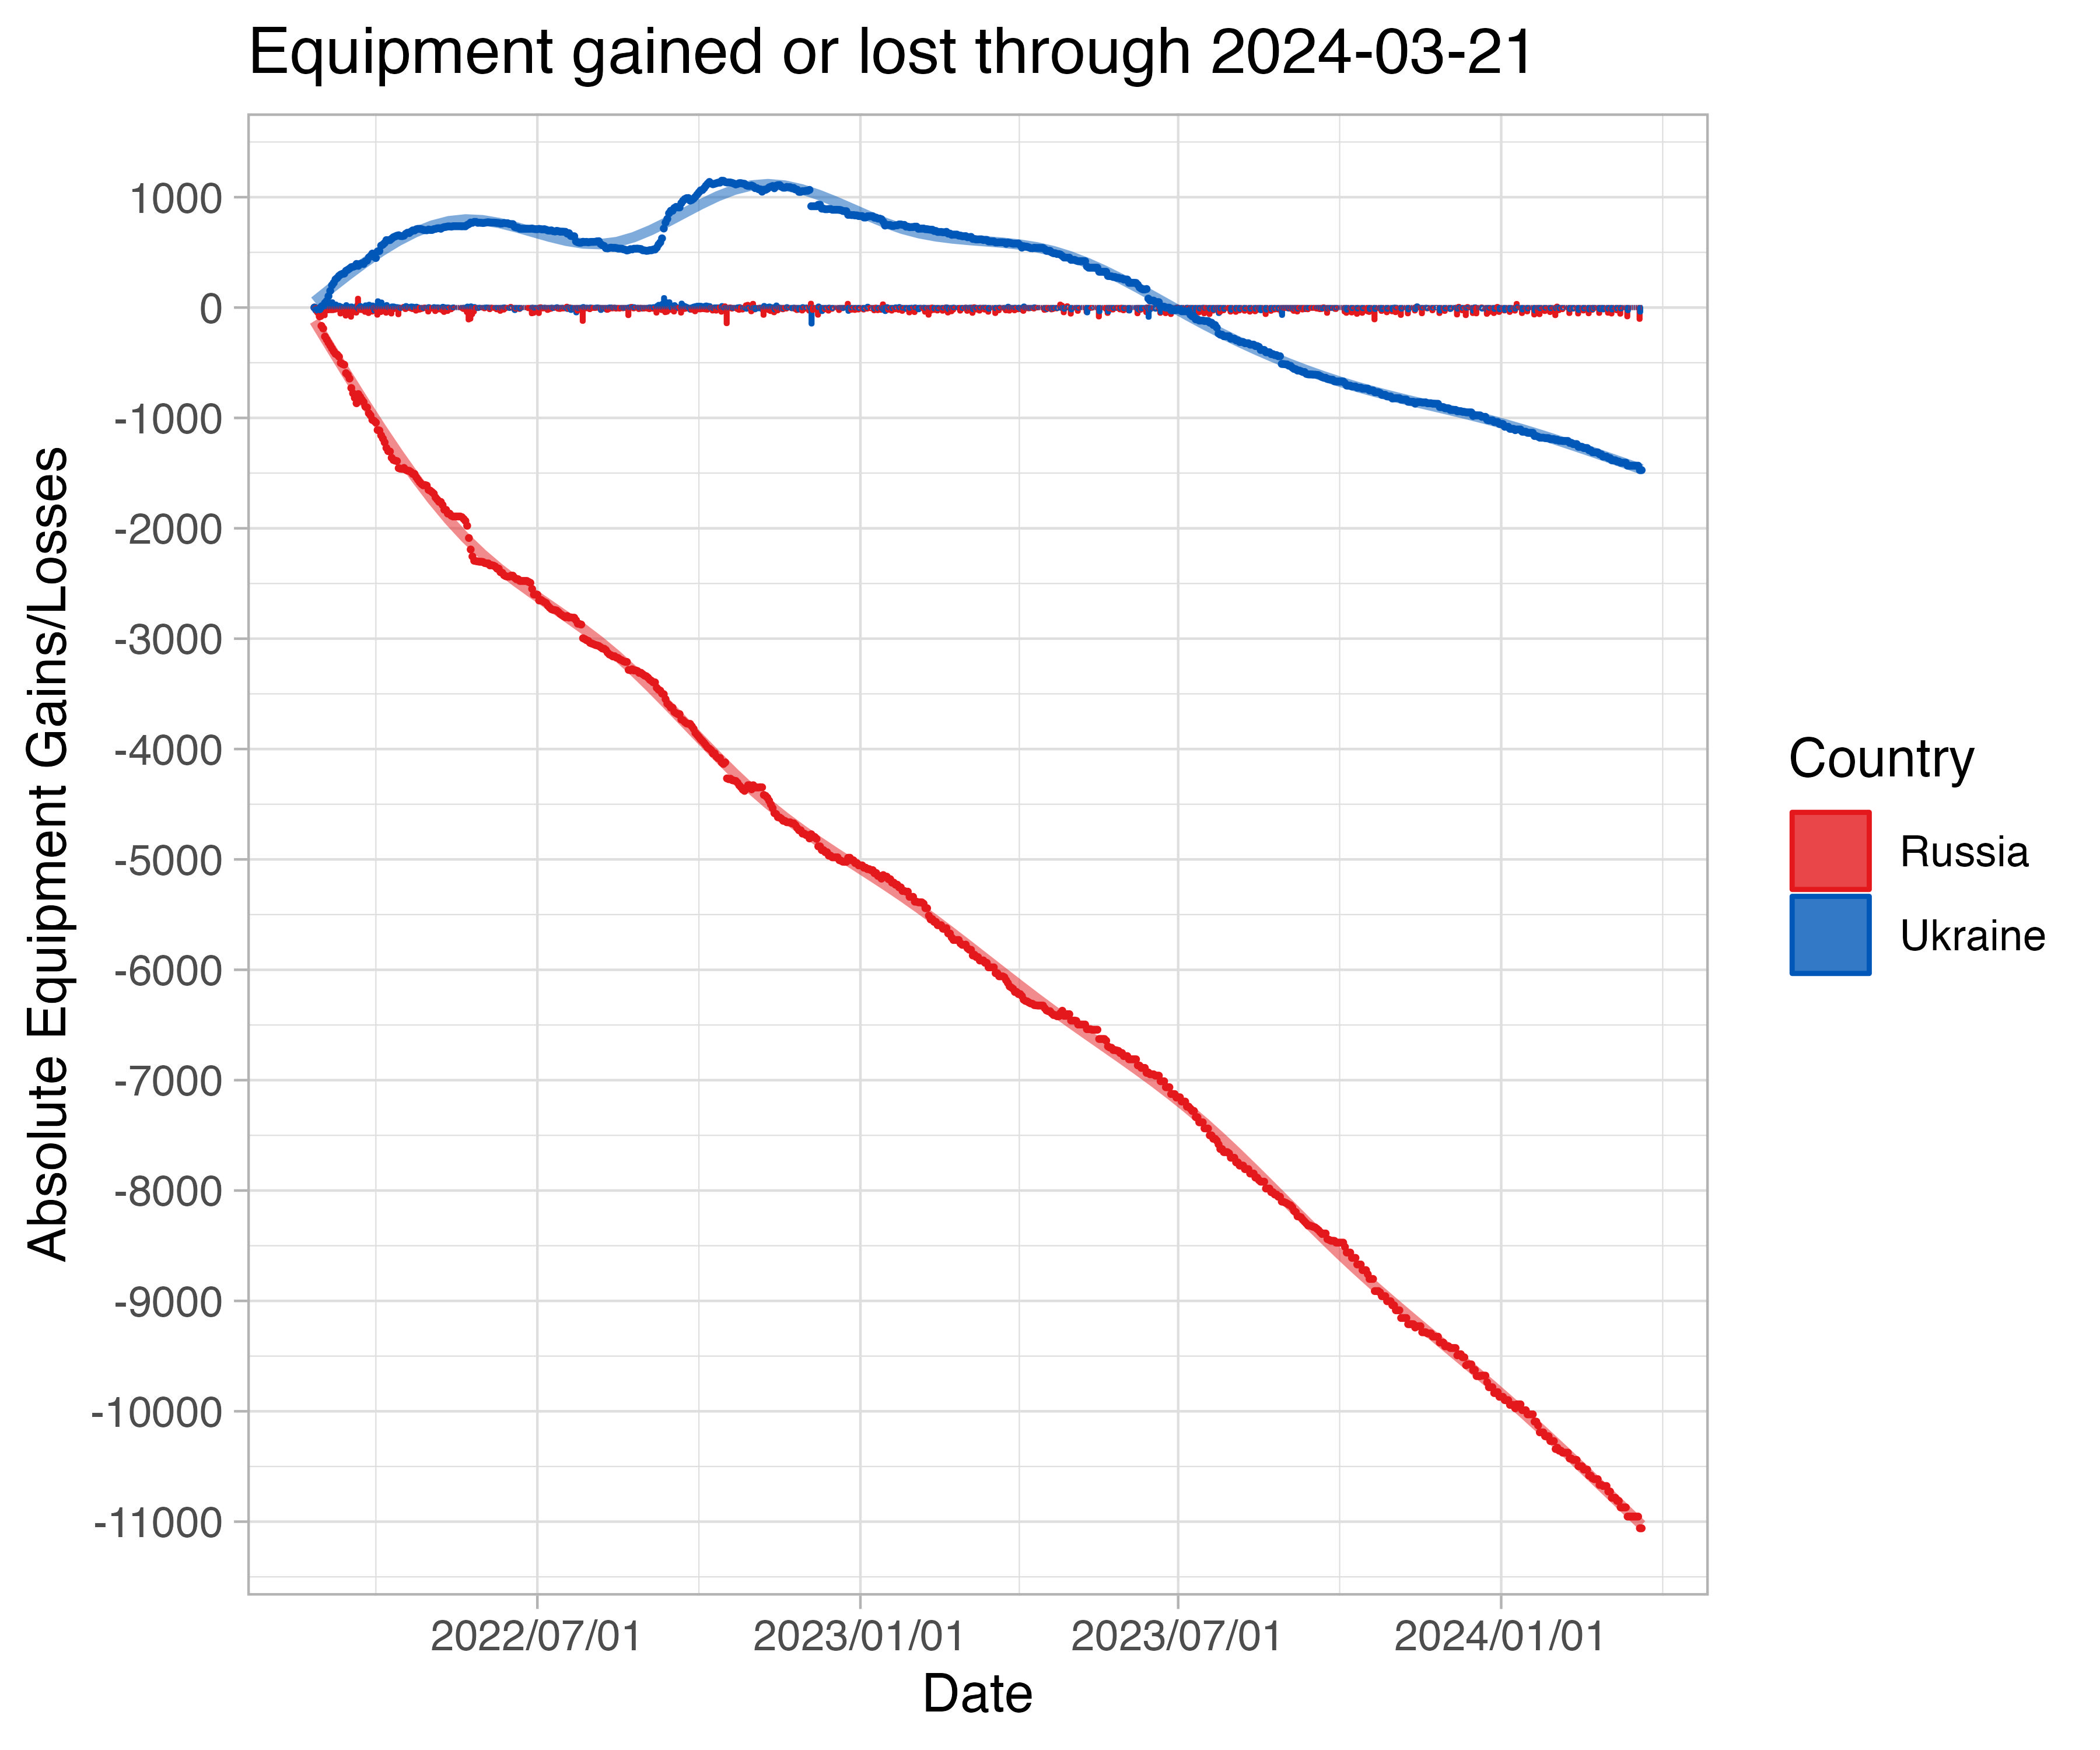 Equipment gained or lost through 2024-03-21
Absolute Equipment Gains/Losses
1000
0
-1000
-2000
-3000
-4000
-5000
-6000
-7000
-8000
-9000
-10000
-11000
2022/07/01
2023/01/01
2023/07/01
2024/01/01
Date
Country
Russia
Ukraine